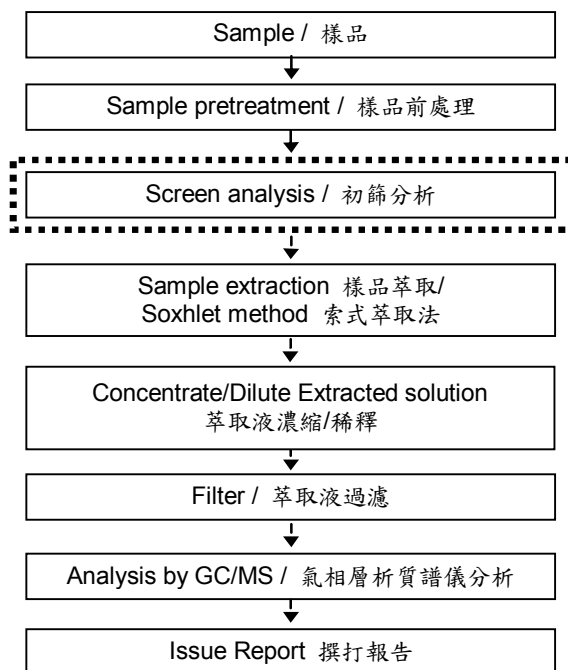 Sample / 樣品
Sample pretreatment / 樣品前處理
Screen analysis / 初篩分析
Sample extraction 樣品萃取/
Soxhlet method 索式萃取法
Concentrate/Dilute Extracted solution
萃取液濃縮/稀釋
Filter / 萃取液過濾
Analysis by GC/MS / 氣相層析質譜儀分析
Issue Report 撰打報告